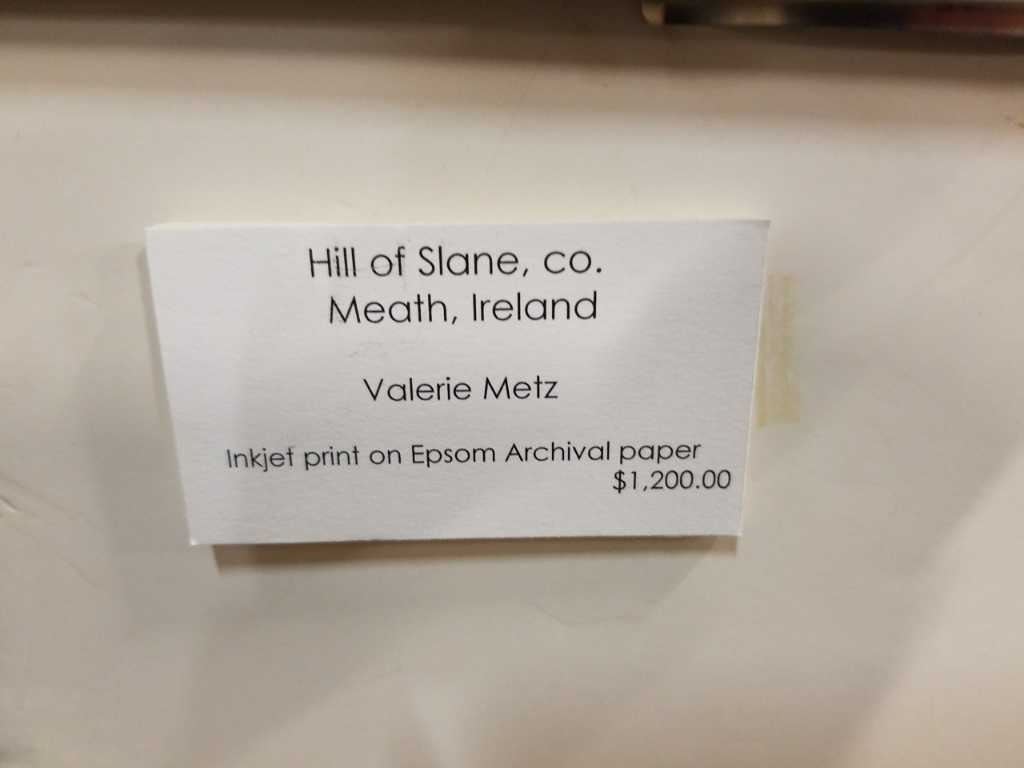 Hill of Slane, co.
Meath, Ireland
Valerie Metz
Inkjet print on Epsom Archival paper
$1,200.00